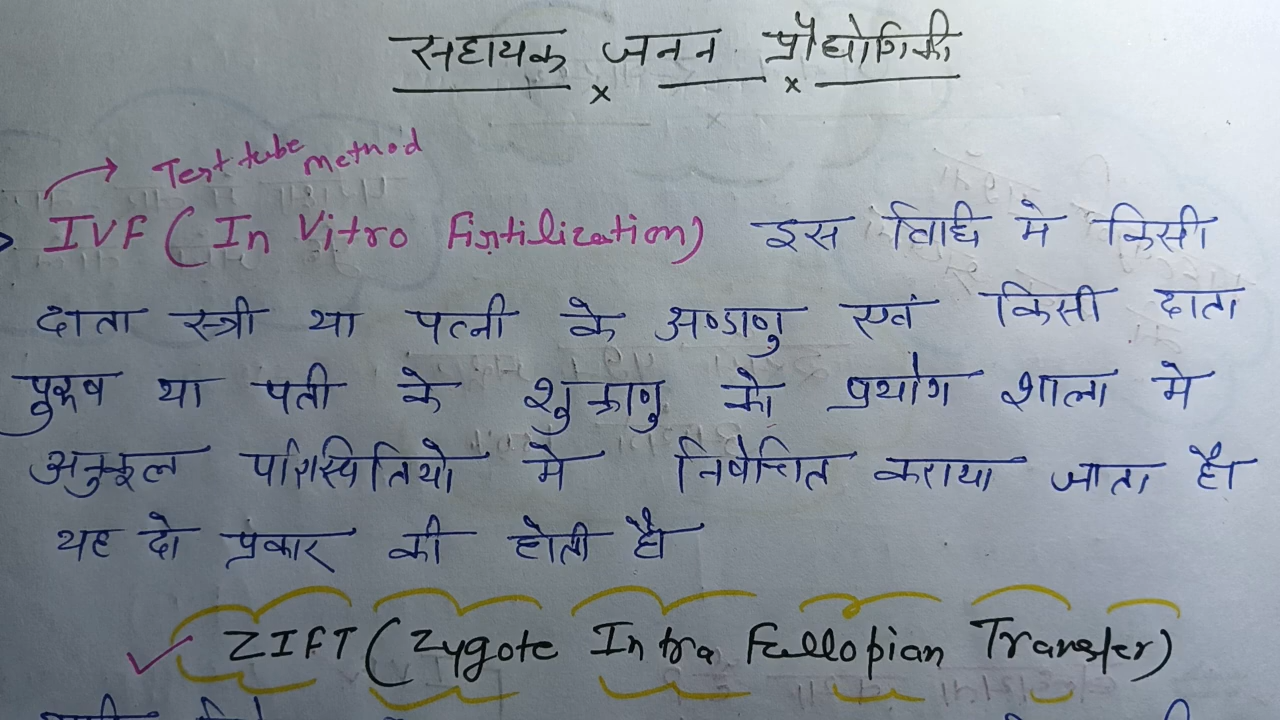 सहायक जनन प्रौद्योगिकी
Test tube method
IVF ( In Vitro Firtilization) इस विधि मे किसी
दाता स्त्री या पत्नी के अण्डाणु एवं किसी दाता
पुरुष या पती के शुक्राणु को प्रयोग शाला मे
अनुकूल परिस्थितियो मे निषेचित कराया जाता है।
यह दो प्रकार की होती है।
ZIFT (Zygote Intra Fallopian Transfer)